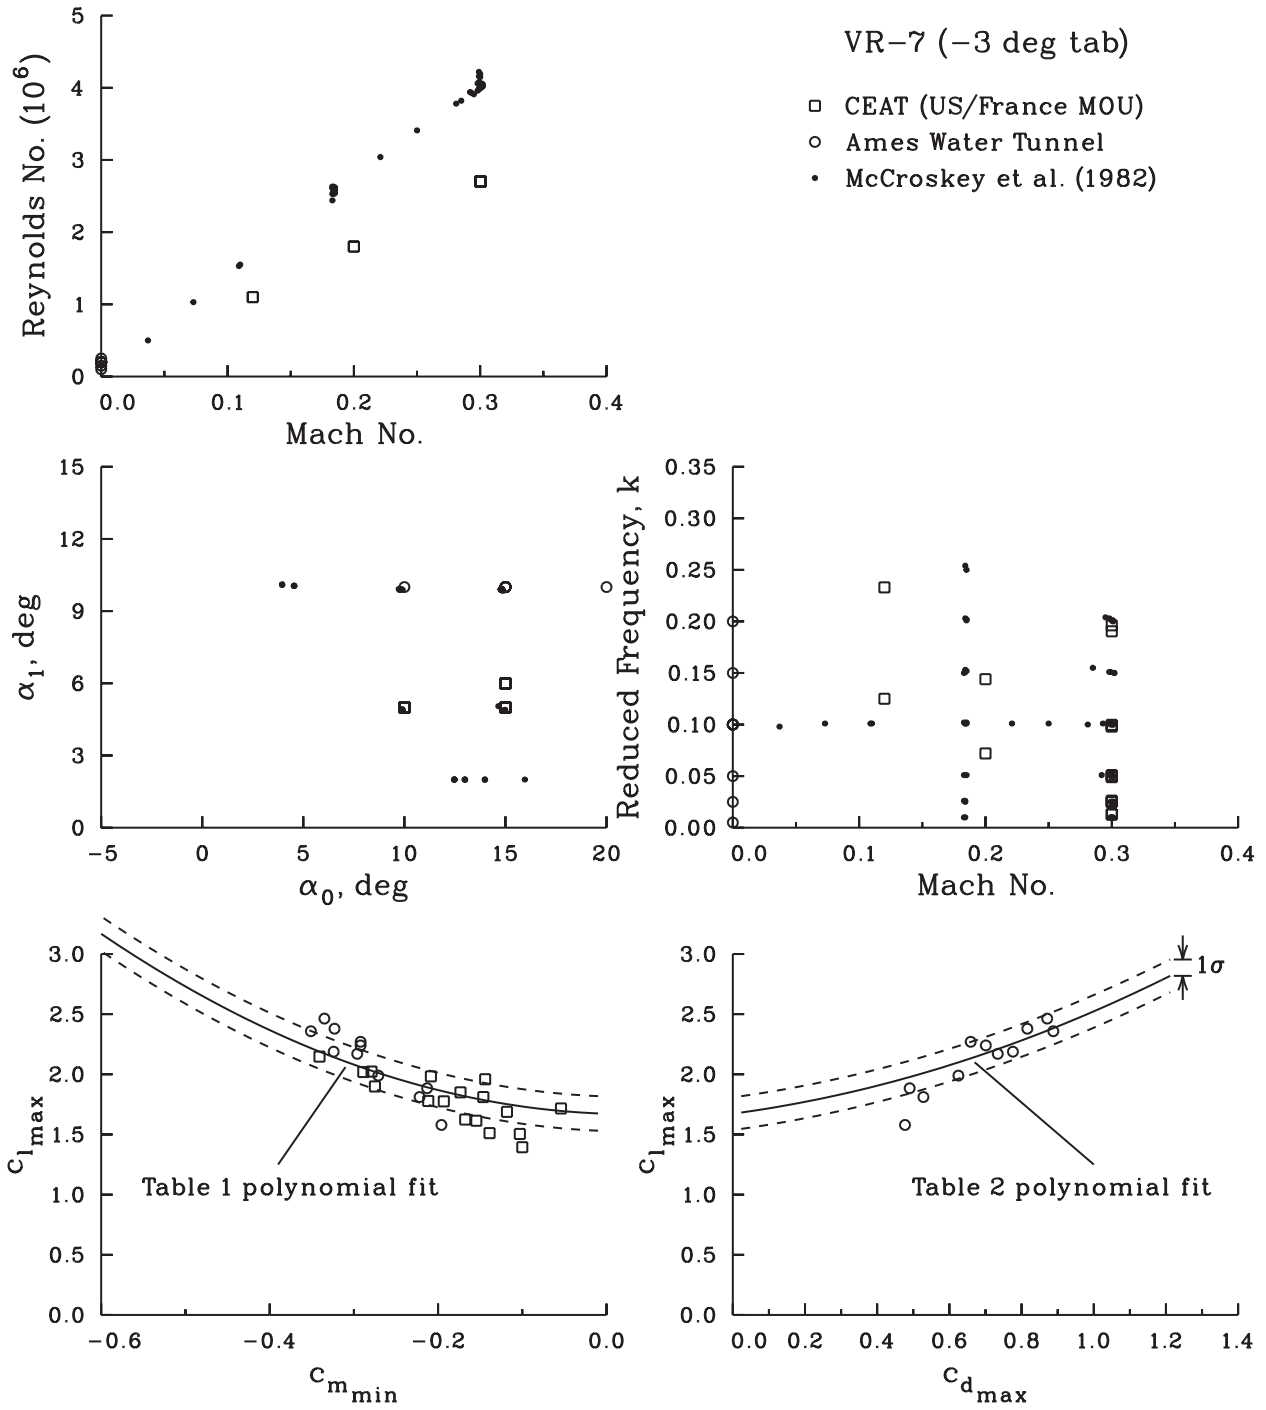 VR-7 (-3 deg tab)
CEAT (US/France MOU)
Ames Water Tunnel
McCroskey et al. (1982)
Reynolds No. (10^6)
5
4
3
2
1
0
0.0 0.1 0.2 0.3 0.4
Mach No.
α1, deg
15
12
9
6
3
0
-5 0 5 10 15 20
α0, deg
Reduced Frequency, k
0.35
0.30
0.25
0.20
0.15
0.10
0.05
0.00
0.0 0.1 0.2 0.3 0.4
Mach No.
clmax
3.0
2.5
2.0
1.5
1.0
0.5
0.0
Table 1 polynomial fit
-0.6 -0.4 -0.2 0.0
cmmin
clmax
3.0
2.5
2.0
1.5
1.0
0.5
0.0
1σ
Table 2 polynomial fit
0.0 0.2 0.4 0.6 0.8 1.0 1.2 1.4
cdmax